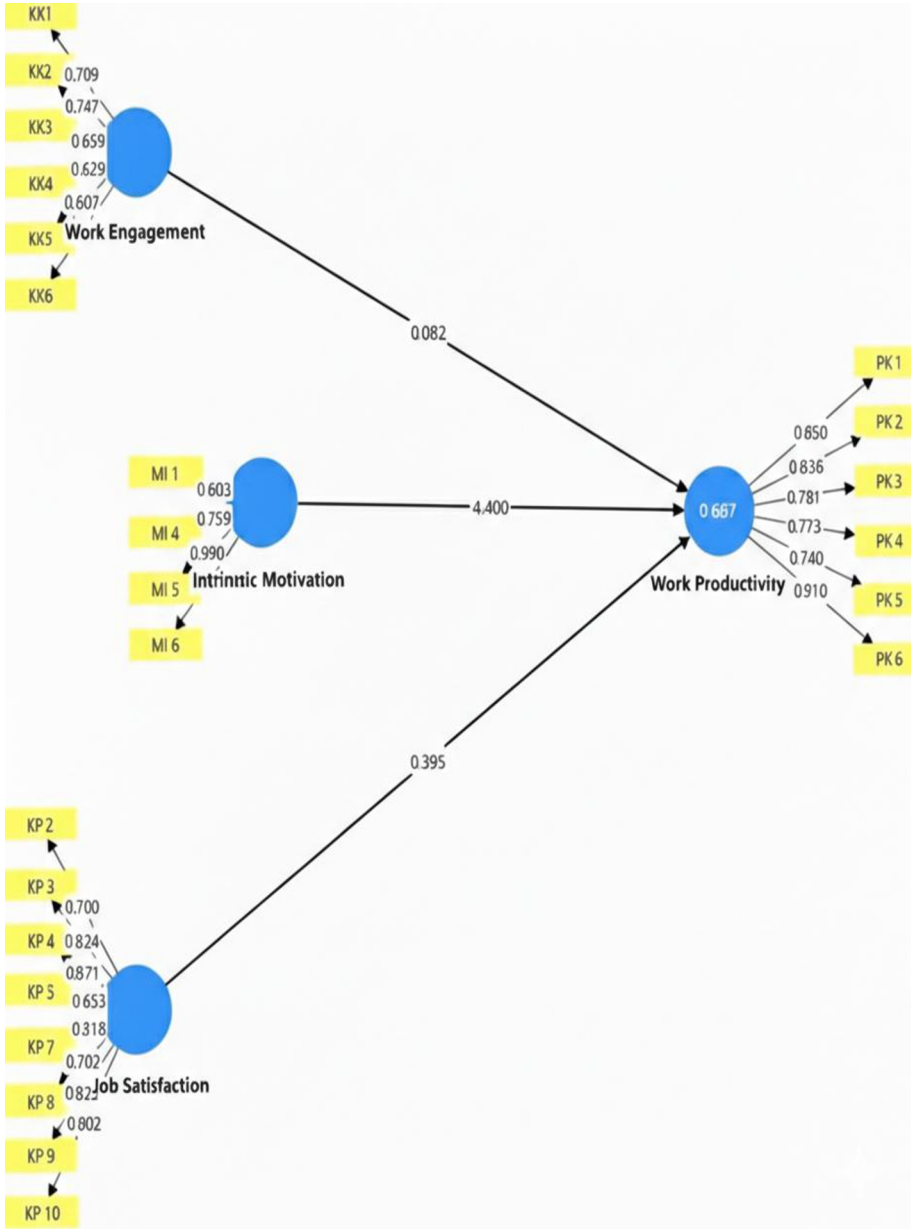 KK1
KK2
0.709
0.747
KK3
0.659
0.629
KK4
0.607
KK5
Work Engagement
KK6
0.082
PK 1
0.850
PK 2
0.836
PK 3
0.781
0.667
0.773
PK 4
0.740
Work Productivity
0.910
PK 5
PK 6
MI 1
0.603
0.759
MI 4
4.400
0.990
MI 5
Intrinsic Motivation
MI 6
0.395
KP 2
KP 3
0.700
KP 4
0.824
0.871
KP 5
0.653
0.318
KP 7
0.702
Job Satisfaction
KP 8
0.802
KP 9
KP 10